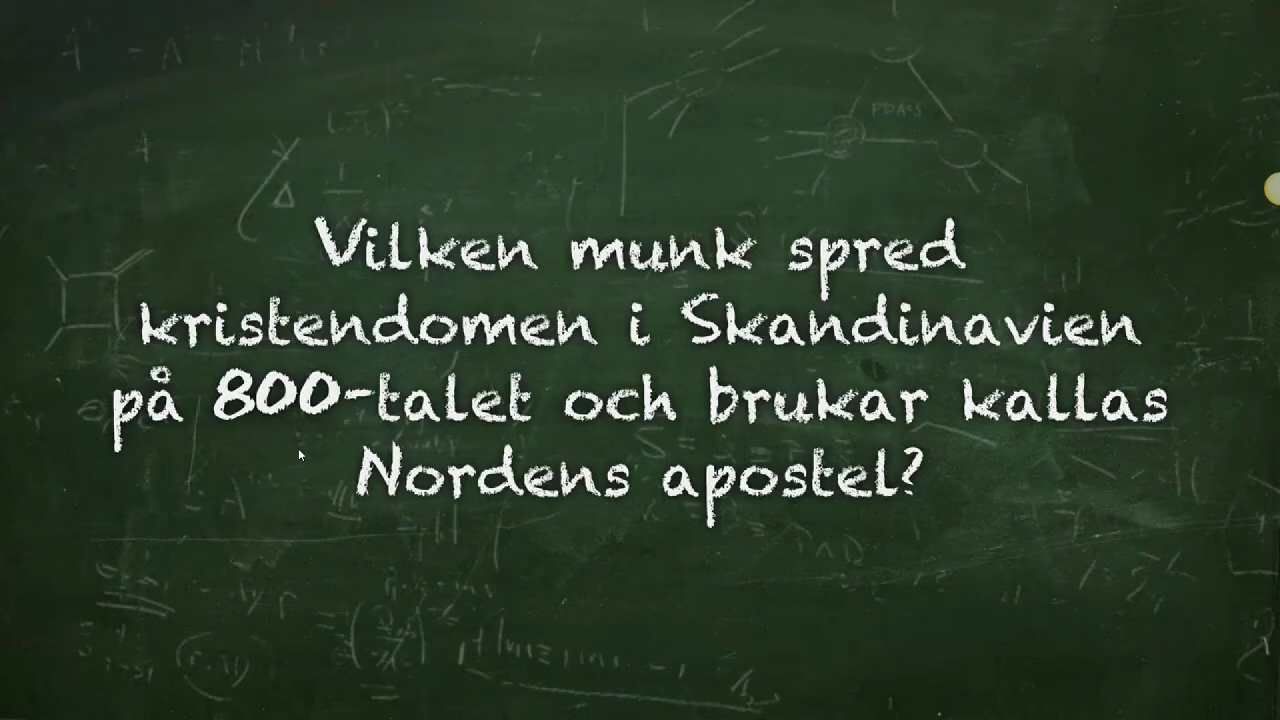 Vilken munk spred
kristendomen i Skandinavien
på 800-talet och brukar kallas
Nordens apostel?